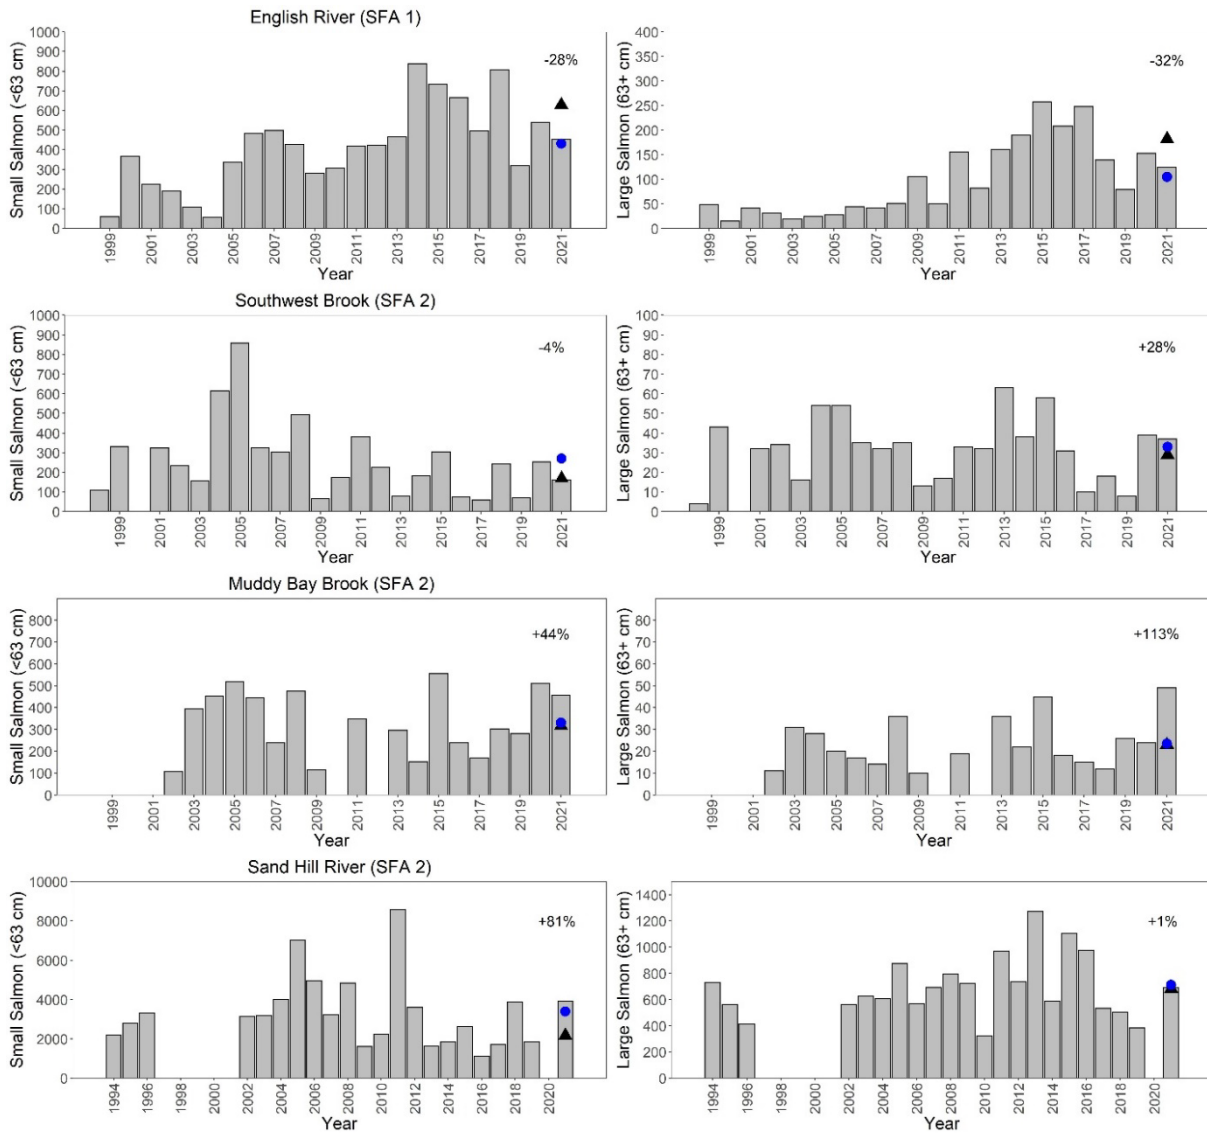 English River (SFA 1)
Small Salmon (<63 cm)
1000
900
800
700
600
500
400
300
200
100
0
-28%
1999 2001 2003 2005 2007 2009 2011 2013 2015 2017 2019 2021
Year
Large Salmon (63+ cm)
400
350
300
250
200
150
100
50
0
-32%
1999 2001 2003 2005 2007 2009 2011 2013 2015 2017 2019 2021
Year
Southwest Brook (SFA 2)
Small Salmon (<63 cm)
1000
900
800
700
600
500
400
300
200
100
0
-4%
1999 2001 2003 2005 2007 2009 2011 2013 2015 2017 2019 2021
Year
Large Salmon (63+ cm)
100
90
80
70
60
50
40
30
20
10
0
+28%
1999 2001 2003 2005 2007 2009 2011 2013 2015 2017 2019 2021
Year
Muddy Bay Brook (SFA 2)
Small Salmon (<63 cm)
800
700
600
500
400
300
200
100
0
+44%
1999 2001 2003 2005 2007 2009 2011 2013 2015 2017 2019 2021
Year
Large Salmon (63+ cm)
80
70
60
50
40
30
20
10
0
+113%
1999 2001 2003 2005 2007 2009 2011 2013 2015 2017 2019 2021
Year
Sand Hill River (SFA 2)
Small Salmon (<63 cm)
10000
8000
6000
4000
2000
0
+81%
1994 1996 1998 2000 2002 2004 2006 2008 2010 2012 2014 2016 2018 2020
Year
Large Salmon (63+ cm)
1400
1200
1000
800
600
400
200
0
+1%
1994 1996 1998 2000 2002 2004 2006 2008 2010 2012 2014 2016 2018 2020
Year